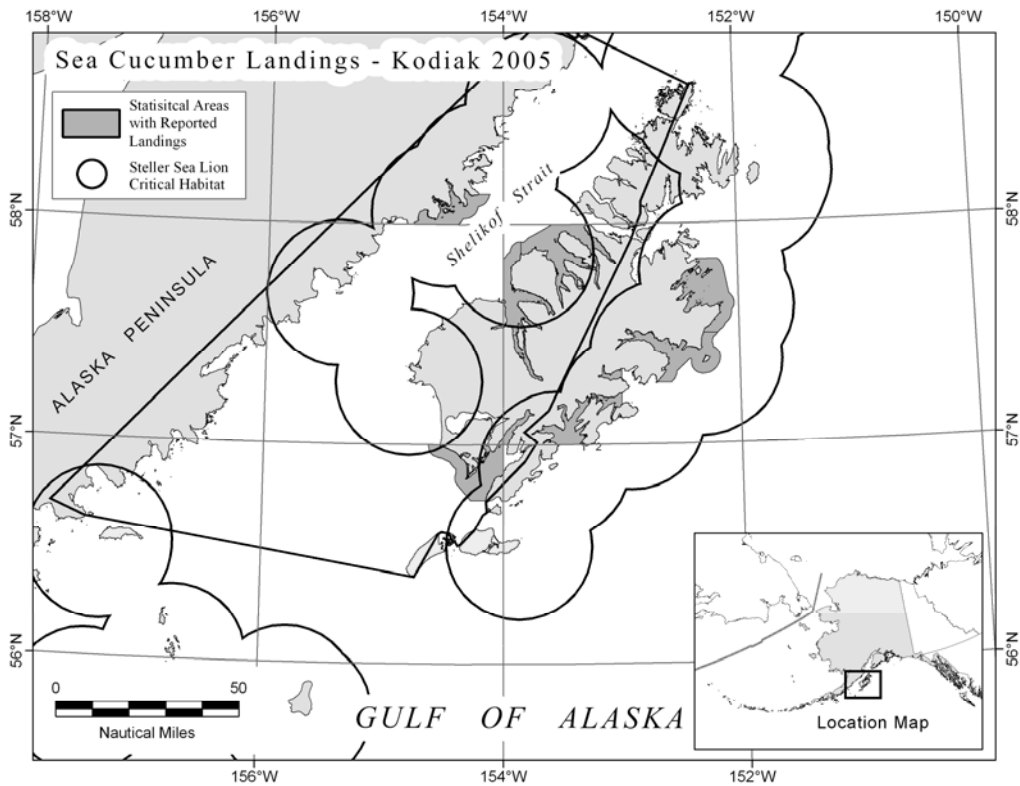 158°W 156°W 154°W 152°W 150°W
Sea Cucumber Landings - Kodiak 2005
Statisitcal Areas
with Reported
Landings
Steller Sea Lion
Critical Habitat
Shelikof Strait
ALASKA PENINSULA
58°N
58°N
57°N
57°N
56°N
56°N
0 50
Nautical Miles
GULF OF ALASKA
Location Map
156°W 154°W 152°W